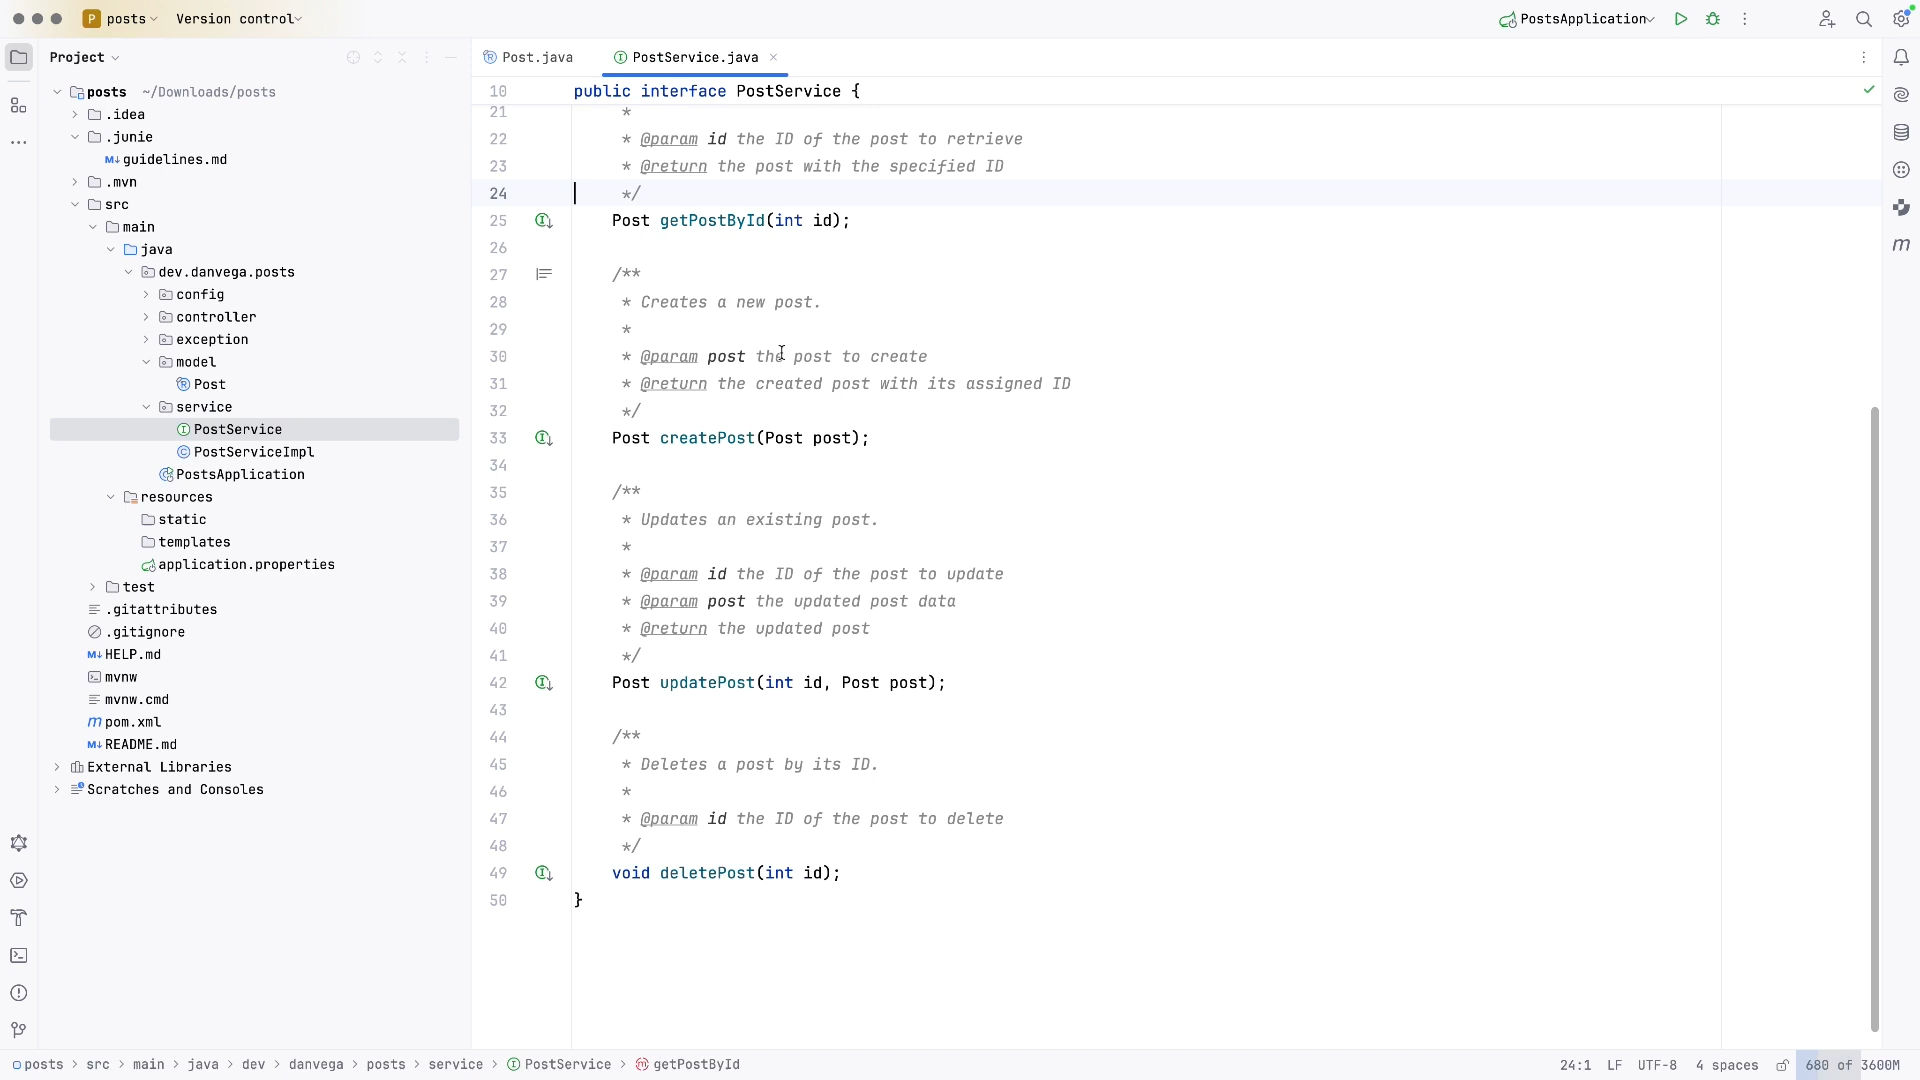 P posts Version control PostsApplication
Project
posts ~/Downloads/posts
.idea
.junie
M↓ guidelines.md
.mvn
src
main
java
dev.danvega.posts
config
controller
exception
model
Post
service
PostService
PostServiceImpl
PostsApplication
resources
static
templates
application.properties
test
.gitattributes
.gitignore
M↓ HELP.md
mvnw
mvnw.cmd
m pom.xml
M↓ README.md
External Libraries
Scratches and Consoles
Post.java PostService.java
10 public interface PostService {
21 *
22 * @param id the ID of the post to retrieve
23 * @return the post with the specified ID
24 */
25 Post getPostById(int id);
26
27 /**
28 * Creates a new post.
29 *
30 * @param post the post to create
31 * @return the created post with its assigned ID
32 */
33 Post createPost(Post post);
34
35 /**
36 * Updates an existing post.
37 *
38 * @param id the ID of the post to update
39 * @param post the updated post data
40 * @return the updated post
41 */
42 Post updatePost(int id, Post post);
43
44 /**
45 * Deletes a post by its ID.
46 *
47 * @param id the ID of the post to delete
48 */
49 void deletePost(int id);
50 }
m
posts > src > main > java > dev > danvega > posts > service > PostService > getPostById 24:1 LF UTF-8 4 spaces 680 of 3600M